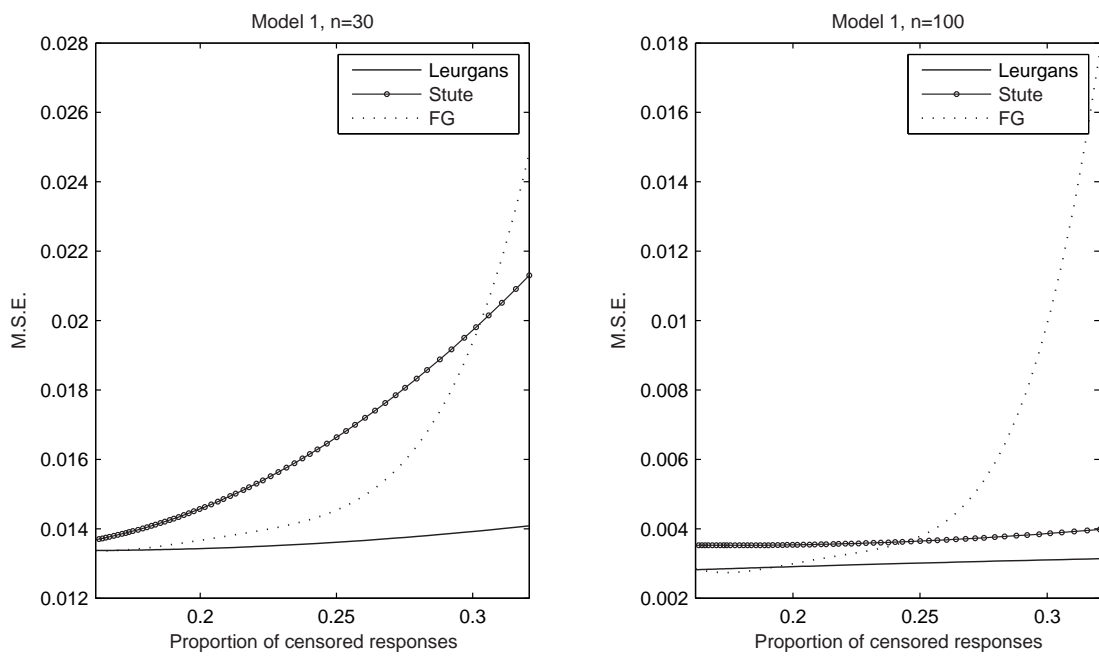 Model 1, n=30
0.028
0.026
0.024
0.022
0.02
0.018
0.016
0.014
0.012
M.S.E.
Leurgans
Stute
FG
0.2
0.25
0.3
Proportion of censored responses
Model 1, n=100
0.018
0.016
0.014
0.012
0.01
0.008
0.006
0.004
0.002
M.S.E.
Leurgans
Stute
FG
0.2
0.25
0.3
Proportion of censored responses